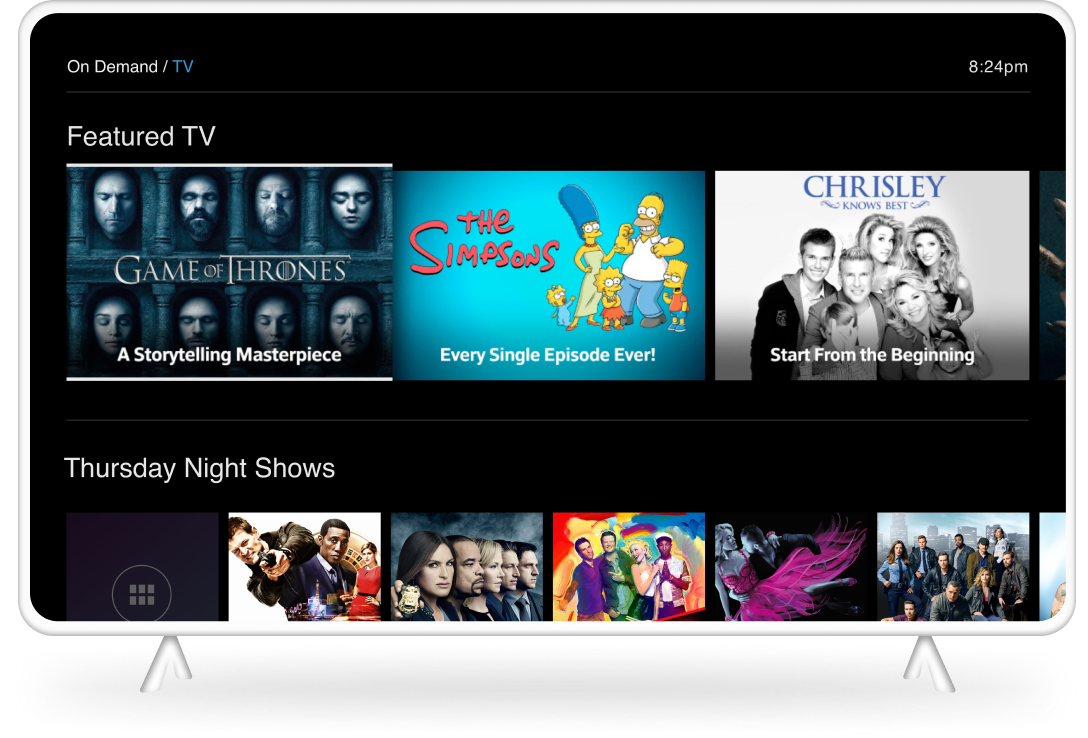 On Demand / TV
8:24pm
Featured TV
GAME OF THRONES
A Storytelling Masterpiece
THE
SIMPSONS
Every Single Episode Ever!
CHRISLEY
KNOWS BEST
Start From the Beginning
Thursday Night Shows